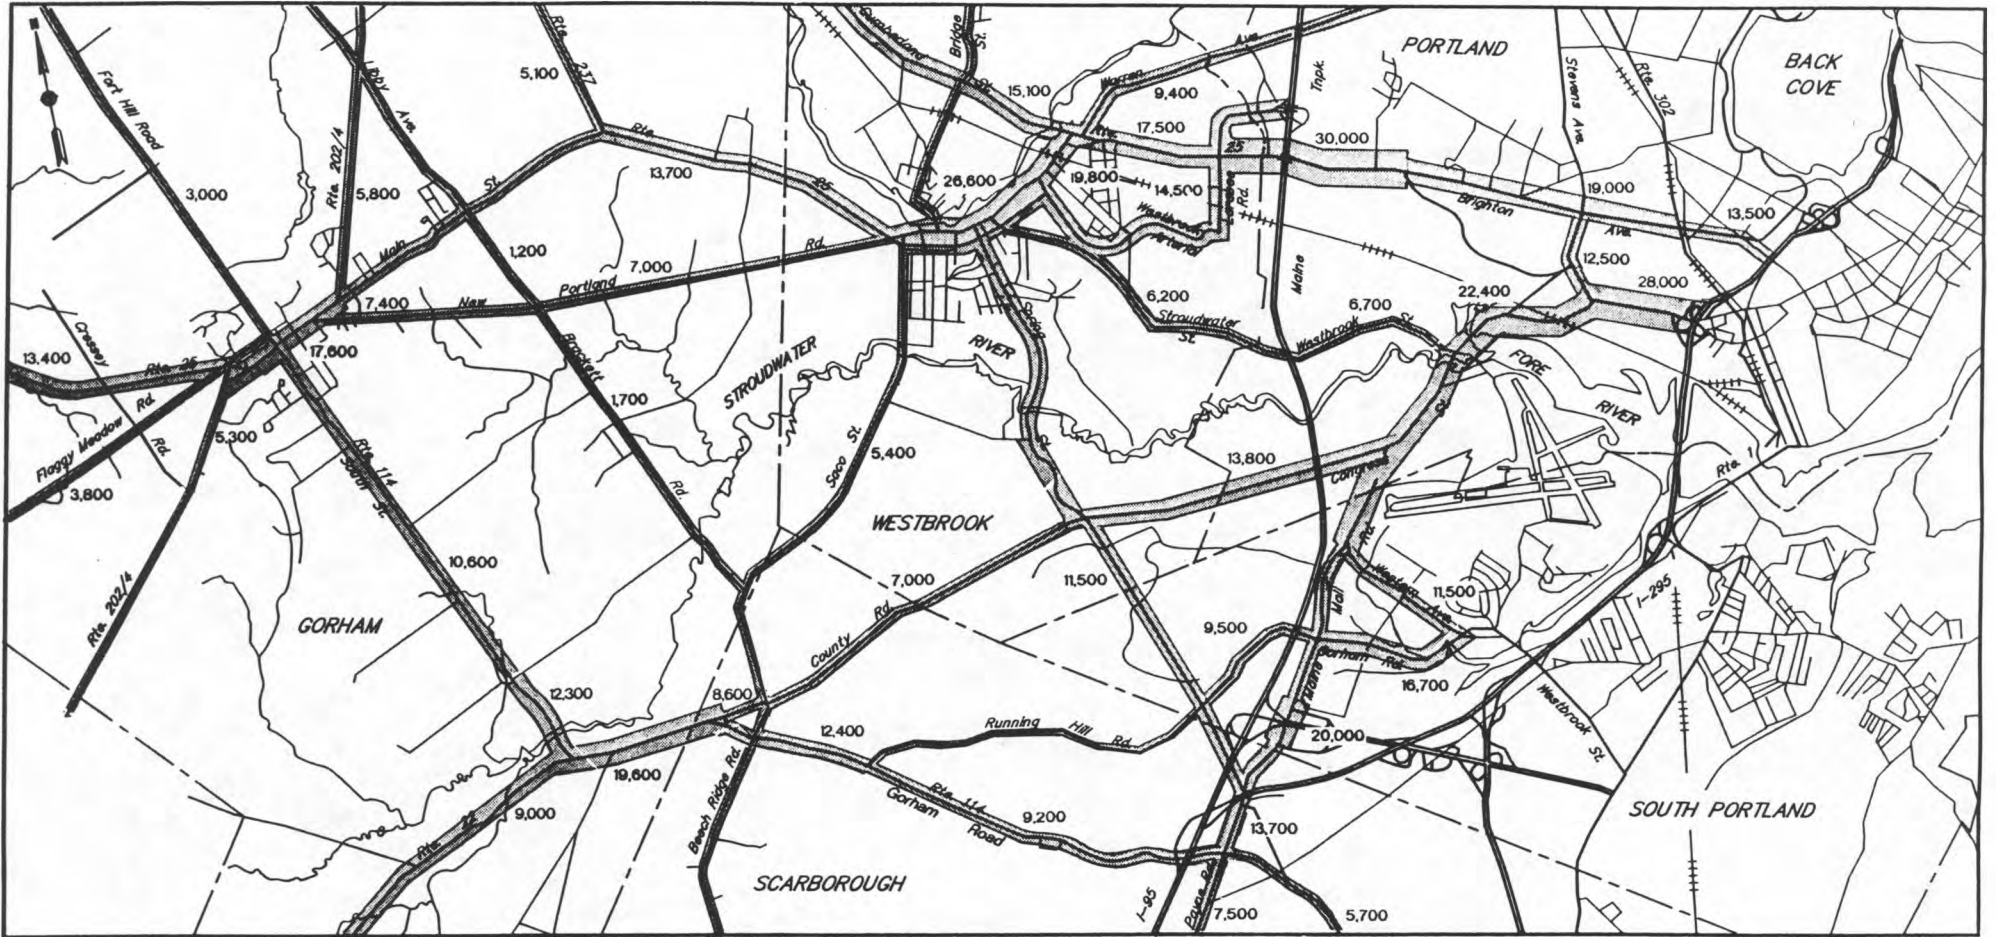 Cumberland
St.
Bridge
St.
PORTLAND
BACK
COVE
Fort Hill Road
Libby
Ave.
Rte. 237
5,100
15,100
Warren
Ave.
9,400
Tnpk.
Stevens Ave.
Rte. 302
17,500
30,000
Rte.
25
3,000
Rte. 202/4
5,800
Main
St.
Rte.
25
13,700
26,600
19,800
14,500
Westbrook
Arterial
Rd.
19,000
Brighton
Ave.
13,500
1,200
Portland
7,000
Rd.
New
7,400
12,500
28,000
Maine
22,400
6,200
Stroudwater
St.
6,700
Westbrook
St.
Cressey
Rd.
13,400
Rte. 25
17,600
Brackett
Rd.
1,700
STROUDWATER
RIVER
FORE
RIVER
Flaggy Meadow
Rd.
3,800
5,300
Rte. 114
South
St.
Saco
St.
5,400
St.
13,800
Congress
St.
Rte. 1
WESTBROOK
10,600
7,000
11,500
Rd.
Western Ave.
11,500
I-295
Rte. 202/4
GORHAM
County
Rd.
9,500
Mall
Maine
Gorham Rd.
16,700
Westbrook
St.
12,300
8,600
12,400
Running
Hill
Rd.
20,000
19,600
9,000
Rte.
22
Beech Ridge Rd.
Rte. 114
Gorham
Road
9,200
13,700
SOUTH PORTLAND
SCARBOROUGH
I-95
Payne Rd.
7,500
5,700